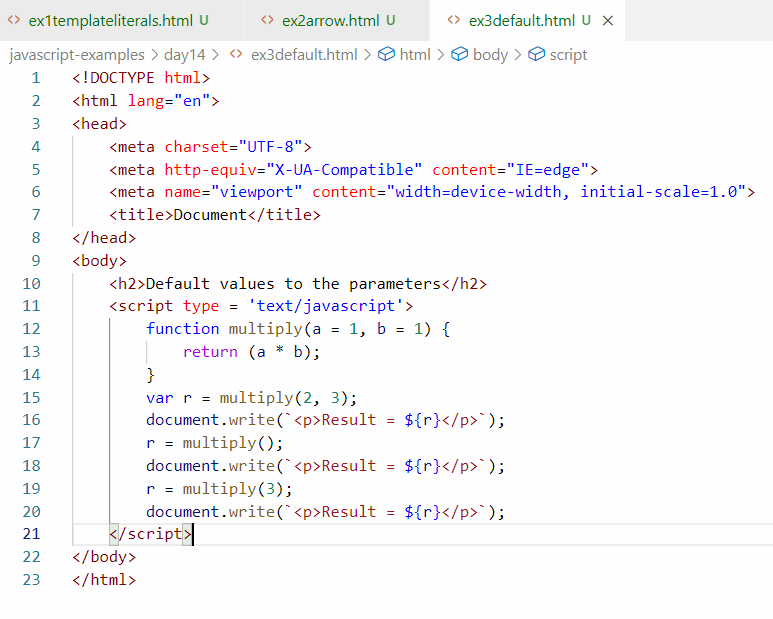 <> ex1templateliterals.html U <> ex2arrow.html U <> ex3default.html U ×
javascript-examples > day14 > <> ex3default.html > html > body > script
1 <!DOCTYPE html>
2 <html lang="en">
3 <head>
4     <meta charset="UTF-8">
5     <meta http-equiv="X-UA-Compatible" content="IE=edge">
6     <meta name="viewport" content="width=device-width, initial-scale=1.0">
7     <title>Document</title>
8 </head>
9 <body>
10     <h2>Default values to the parameters</h2>
11     <script type = 'text/javascript'>
12         function multiply(a = 1, b = 1) {
13             return (a * b);
14         }
15         var r = multiply(2, 3);
16         document.write(`<p>Result = ${r}</p>`);
17         r = multiply();
18         document.write(`<p>Result = ${r}</p>`);
19         r = multiply(3);
20         document.write(`<p>Result = ${r}</p>`);
21     </script>
22 </body>
23 </html>